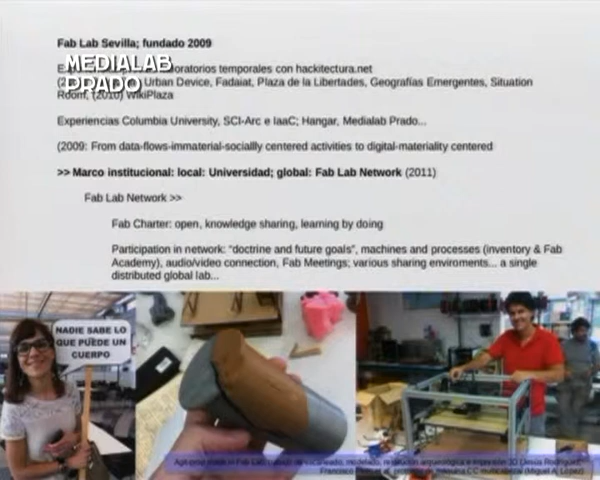 Fab Lab Sevilla; fundado 2009
MEDIALAB
PRADO
laboratorios temporales con hackitectura.net
Urban Device, Fadaiat, Plaza de la Libertades, Geografías Emergentes, Situation
Room, (2010) WikiPlaza
Experiencias Columbia University, SCI-Arc e IaaC; Hangar, Medialab Prado...
(2009: From data-flows-immaterial-sociallly centered activities to digital-materiality centered
>> Marco institucional: local: Universidad; global: Fab Lab Network (2011)
Fab Lab Network >>
Fab Charter: open, knowledge sharing, learning by doing
Participation in network: "doctrine and future goals", machines and processes (inventory & Fab
Academy), audio/video connection, Fab Meetings; various sharing enviroments... a single
distributed global lab...
NADIE SABE LO
QUE PUEDE UN
CUERPO